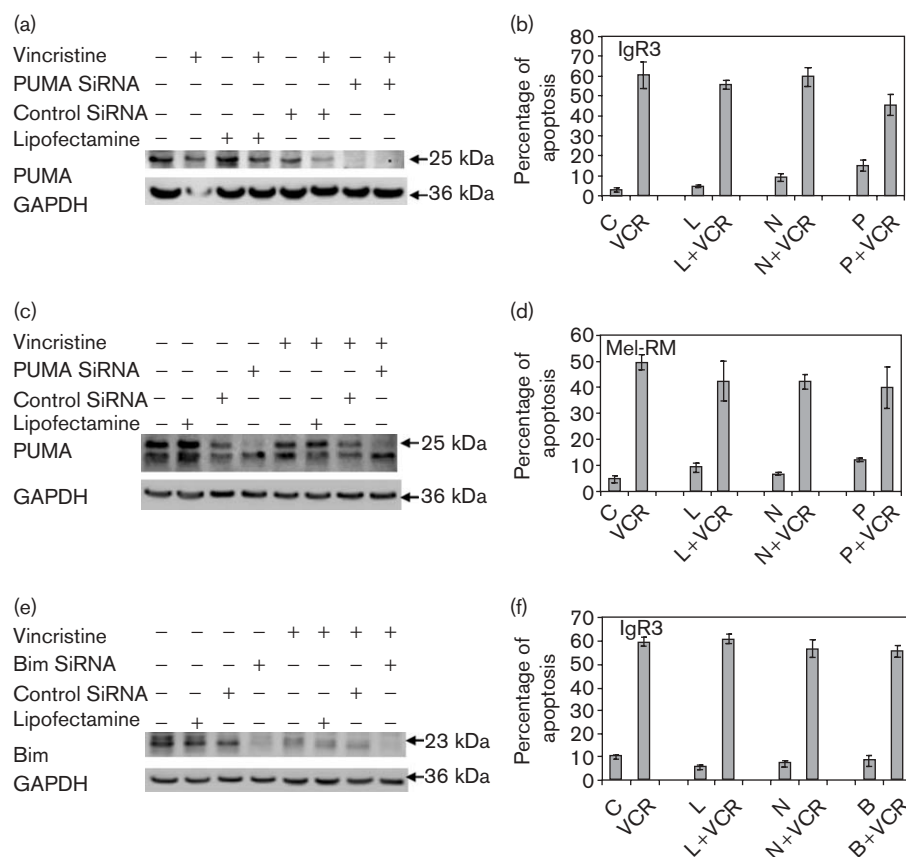 (a)
Vincristine – + – + – + – +
PUMA SiRNA – – – – – – + +
Control SiRNA – – – – + + – –
Lipofectamine – – + + – – – –
PUMA
25 kDa
GAPDH
36 kDa
(b)
IgR3
Percentage of
apoptosis
80
70
60
50
40
30
20
10
0
C VCR L L+VCR N N+VCR P P+VCR
(c)
Vincristine – – – – + + + +
PUMA SiRNA – – – + – – – +
Control SiRNA – – + – – – + –
Lipofectamine – + – – – + – –
PUMA
25 kDa
GAPDH
36 kDa
(d)
Mel-RM
Percentage of
apoptosis
60
50
40
30
20
10
0
C VCR L L+VCR N N+VCR P P+VCR
(e)
Vincristine – – – – + + + +
Bim SiRNA – – – + – – – +
Control SiRNA – – + – – – + –
Lipofectamine – + – – – + – –
Bim
23 kDa
GAPDH
36 kDa
(f)
IgR3
Percentage of
apoptosis
70
60
50
40
30
20
10
0
C VCR L L+VCR N N+VCR B B+VCR